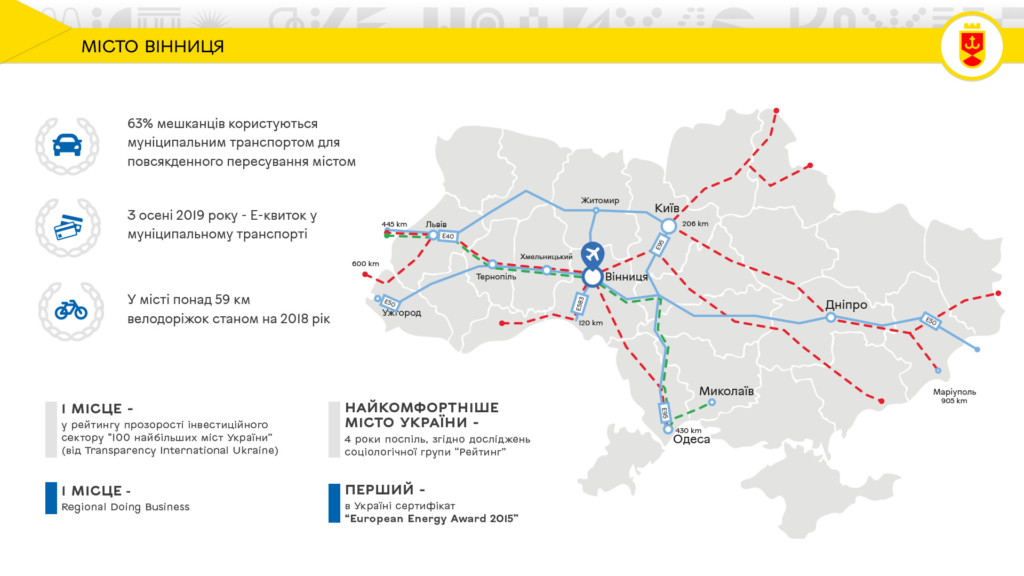 МІСТО ВІННИЦЯ
63% мешканців користуються
муніципальним транспортом для
повсякденного пересування містом
З осені 2019 року - Е-квиток у
муніципальному транспорті
У місті понад 59 км
велодоріжок станом на 2018 рік
Житомир
Київ
206 km
445 km
Львів
E40
E95
Хмельницький
600 km
Тернопіль
Вінниця
E50
Ужгород
E583
120 km
Дніпро
E50
Миколаїв
Маріуполь
905 km
E95
430 km
Одеса
I МІСЦЕ -
у рейтингу прозорості інвестиційного
сектору "100 найбільших міст України"
(від Transparency International Ukraine)
I МІСЦЕ -
Regional Doing Business
НАЙКОМФОРТНІШЕ
МІСТО УКРАЇНИ -
4 роки поспіль, згідно досліджень
соціологічної групи "Рейтинг"
ПЕРШИЙ -
в Україні сертифікат
"European Energy Award 2015"